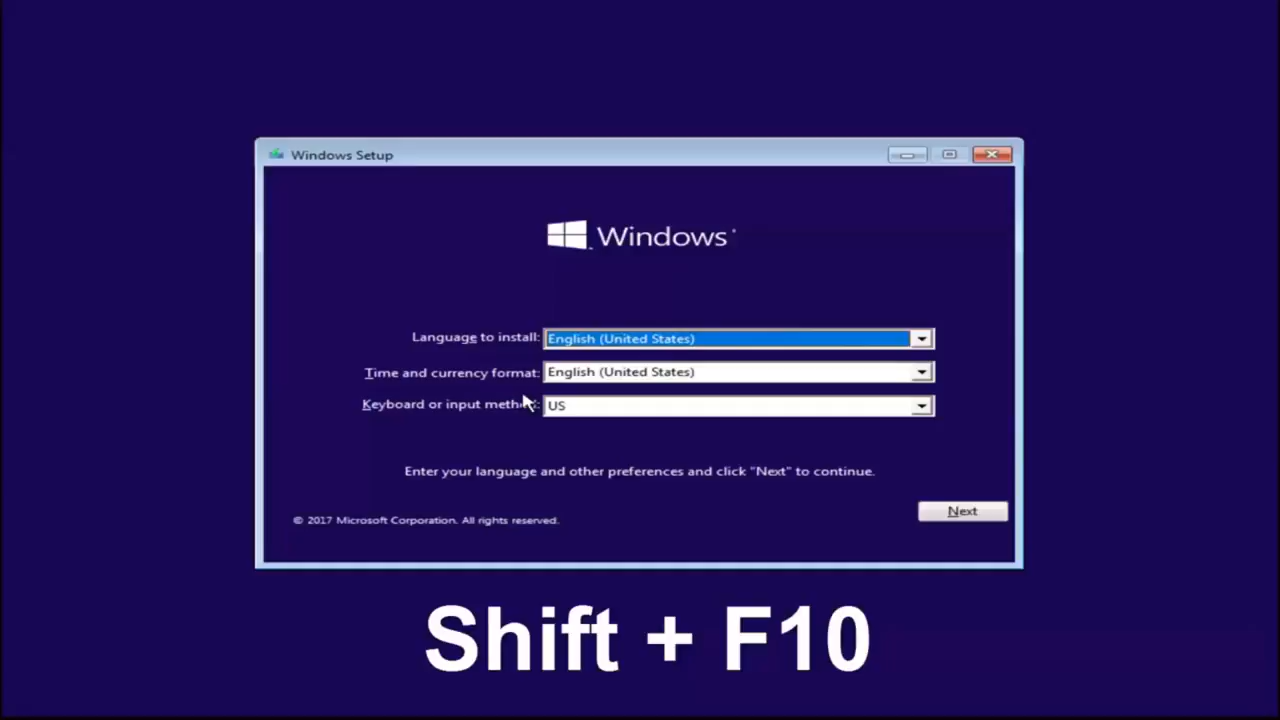 Windows Setup
Windows
Language to install: English (United States)
Time and currency format: English (United States)
Keyboard or input method: US
Enter your language and other preferences and click "Next" to continue.
Next
© 2017 Microsoft Corporation. All rights reserved.
Shift + F10